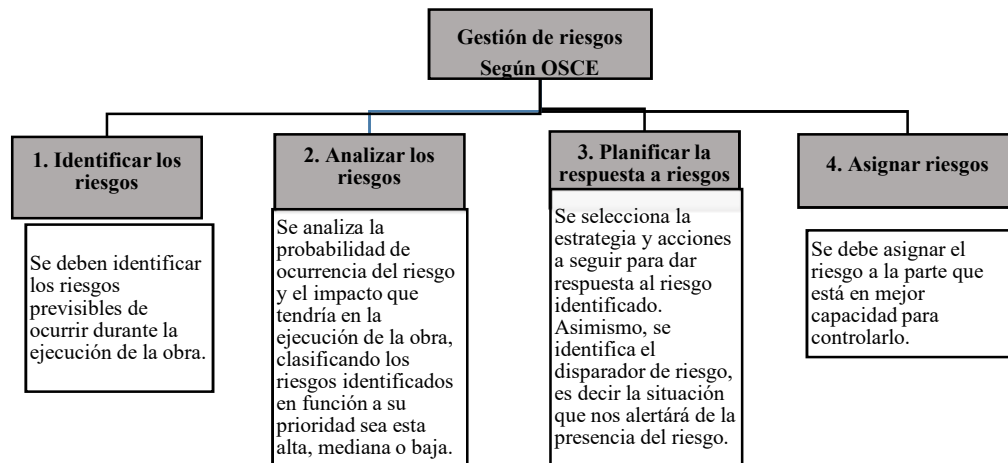 Gestión de riesgos
Según OSCE
1. Identificar los
riesgos
Se deben identificar
los riesgos
previsibles de
ocurrir durante la
ejecución de la obra.
2. Analizar los
riesgos
Se analiza la
probabilidad de
ocurrencia del riesgo
y el impacto que
tendría en la
ejecución de la obra,
clasificando los
riesgos identificados
en función a su
prioridad sea esta
alta, mediana o baja.
3. Planificar la
respuesta a riesgos
Se selecciona la
estrategia y acciones
a seguir para dar
respuesta al riesgo
identificado.
Asimismo, se
identifica el
disparador de riesgo,
es decir la situación
que nos alertárá de la
presencia del riesgo.
4. Asignar riesgos
Se debe asignar el
riesgo a la parte que
está en mejor
capacidad para
controlarlo.